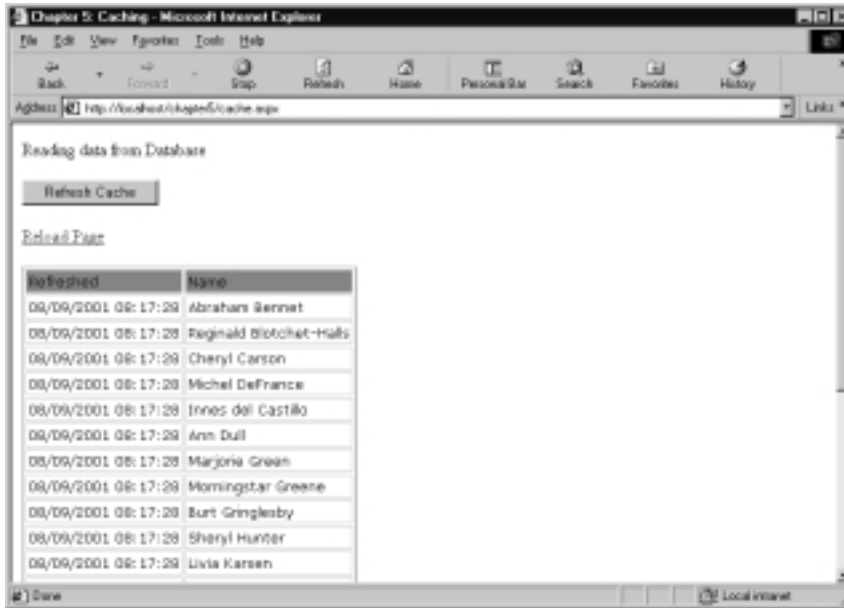 Chapter 5: Caching - Microsoft Internet Explorer
File Edit View Favorites Tools Help
Back Forward Stop Refresh Home PersonalBar Search Favorites History
Address http://localhost/chapter5/cache.aspx Links
Reading data from Database
Refresh Cache
Reload Page
Refreshed Name
08/09/2001 08:17:28 Abraham Bennet
08/09/2001 08:17:28 Reginald Blotchet-Halls
08/09/2001 08:17:28 Cheryl Carson
08/09/2001 08:17:28 Michel DeFrance
08/09/2001 08:17:28 Innes del Castillo
08/09/2001 08:17:28 Ann Dull
08/09/2001 08:17:28 Marjorie Green
08/09/2001 08:17:28 Morningstar Greene
08/09/2001 08:17:28 Burt Gringlesby
08/09/2001 08:17:28 Sheryl Hunter
08/09/2001 08:17:28 Livia Karsen
Done Local intranet